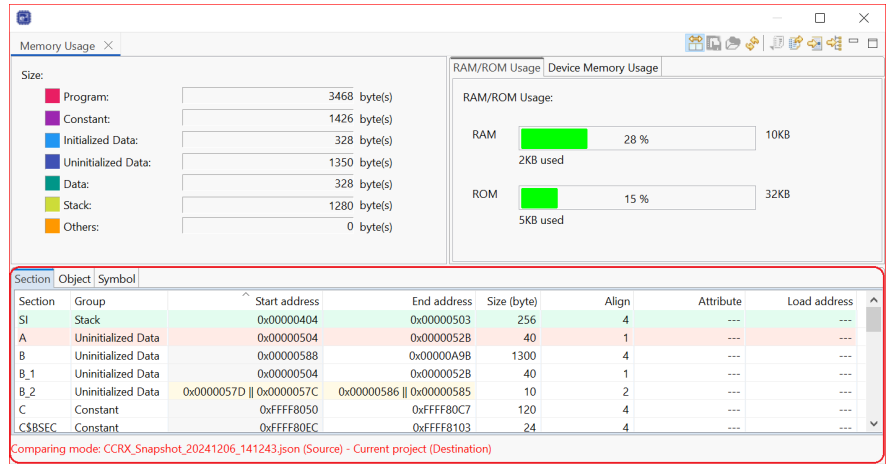 Memory Usage
Size:
Program: 3468 byte(s)
Constant: 1426 byte(s)
Initialized Data: 328 byte(s)
Uninitialized Data: 1350 byte(s)
Data: 328 byte(s)
Stack: 1280 byte(s)
Others: 0 byte(s)
RAM/ROM Usage Device Memory Usage
RAM/ROM Usage:
RAM 28 % 10KB
2KB used
ROM 15 % 32KB
5KB used
Section Object Symbol
Section Group Start address End address Size (byte) Align Attribute Load address
SI Stack 0x00000404 0x00000503 256 4 --- ---
A Uninitialized Data 0x00000504 0x0000052B 40 1 --- ---
B Uninitialized Data 0x00000588 0x00000A9B 1300 4 --- ---
B_1 Uninitialized Data 0x00000504 0x0000052B 40 1 --- ---
B_2 Uninitialized Data 0x0000057D || 0x0000057C 0x00000586 || 0x00000585 10 2 --- ---
C Constant 0xFFFF8050 0xFFFF80C7 120 4 --- ---
C$BSEC Constant 0xFFFF80EC 0xFFFF8103 24 4 --- ---
Comparing mode: CCRX_Snapshot_20241206_141243.json (Source) - Current project (Destination)